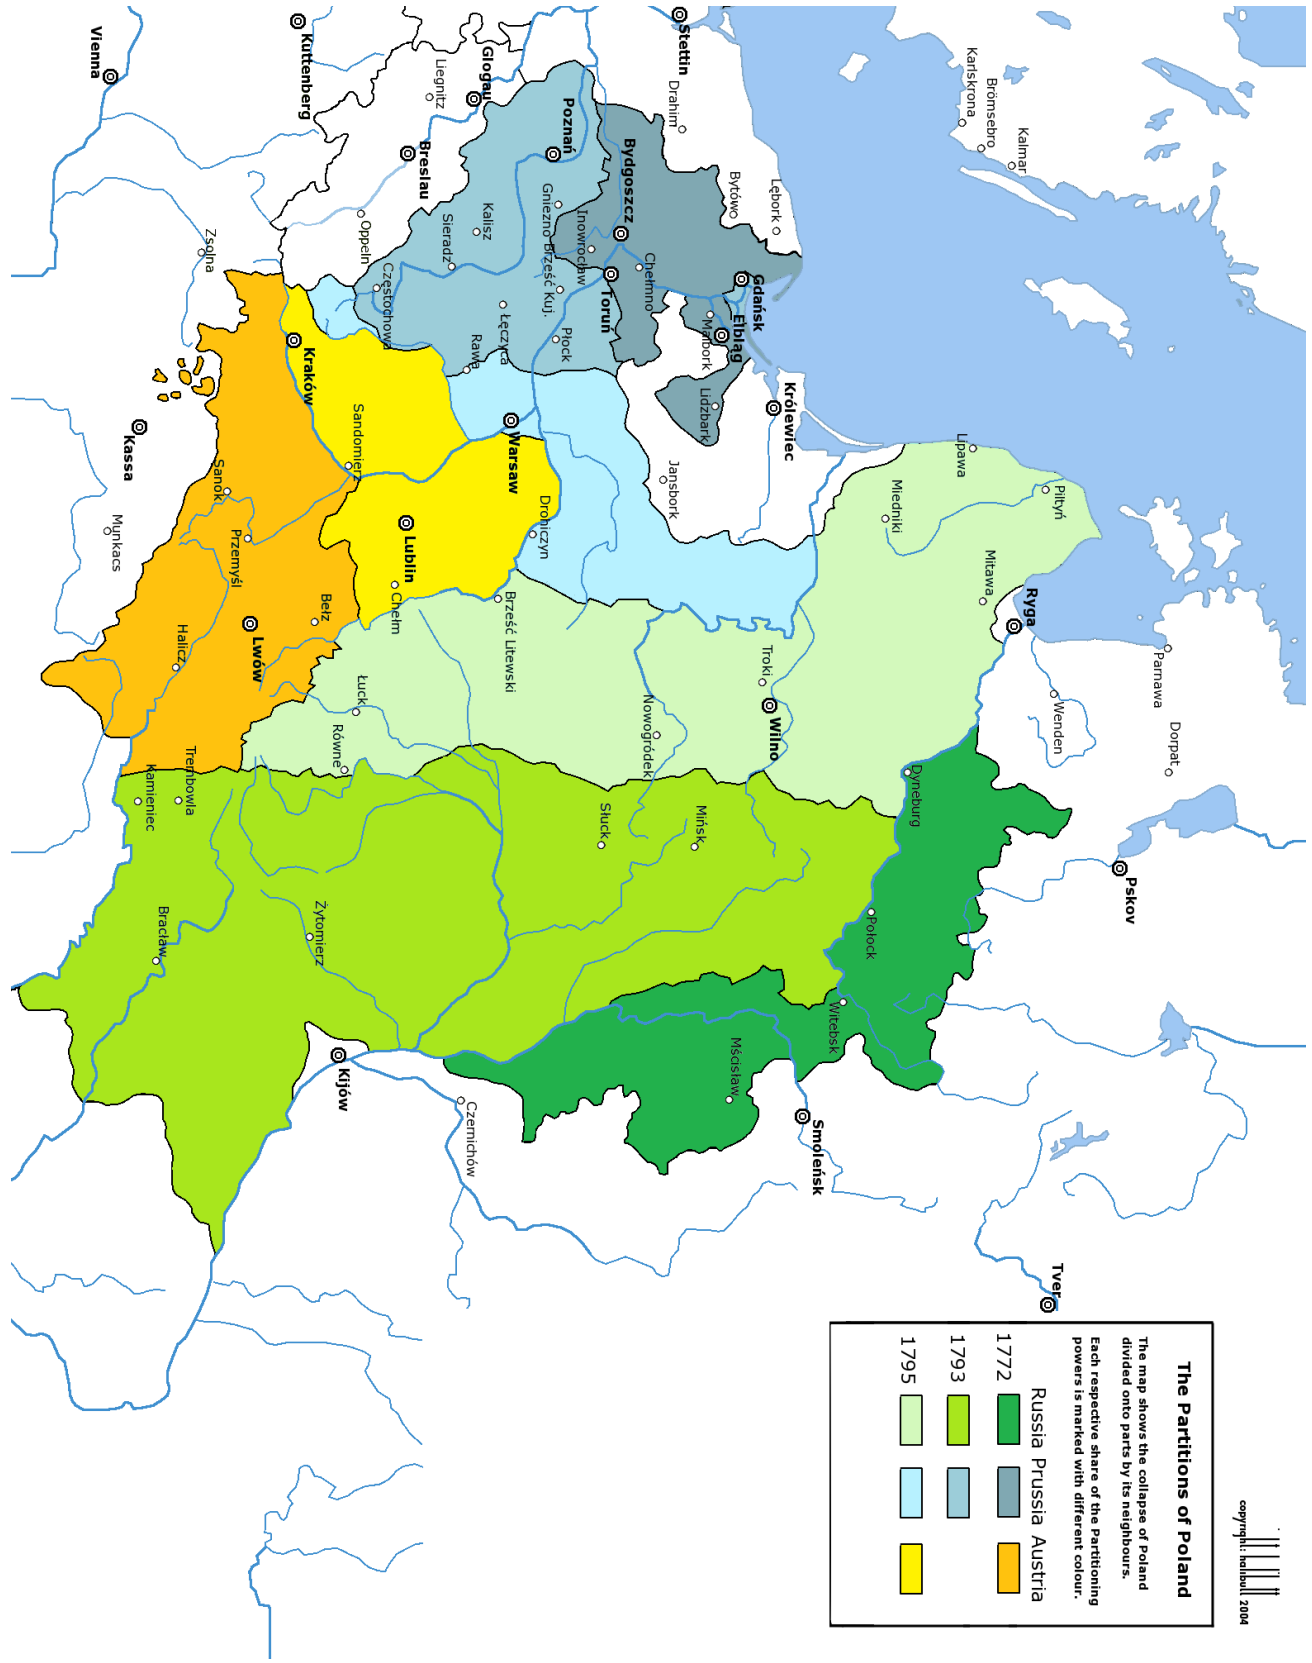 The Partitions of Poland
The map shows the collapse of Poland
divided onto parts by its neighbours.
Each respective share of the Partitioning
powers is marked with different colour.
Russia Prussia Austria
1772
1793
1795
copyright: halibutt 2004
Karlskrona
Brömsebro
Kalmar
Stettin
Drahim
Bytówo
Lębork
Gdańsk
Elbląg
Malbork
Królewiec
Lidzbark
Jansbork
Lipawa
Piltyń
Miedniki
Mitawa
Ryga
Parnawa
Wenden
Dorpat
Pskov
Dyneburg
Połock
Witebsk
Smoleńsk
Mścisław
Tver
Bydgoszcz
Inowrocław
Chełmno
Toruń
Poznań
Gniezno
Brześć Kuj.
Płock
Kalisz
Sieradz
Łęczyca
Rawa
Warsaw
Drohiczyn
Brześć Litewski
Troki
Wilno
Nowogródek
Mińsk
Słuck
Glogau
Liegnitz
Breslau
Oppeln
Częstochowa
Kuttenberg
Vienna
Zsolna
Kraków
Sandomierz
Lublin
Chełm
Kassa
Munkacs
Sanok
Przemyśl
Bełz
Lwów
Halicz
Łuck
Równe
Trembowla
Kamieniec
Bracław
Żytomierz
Kijów
Czernichów